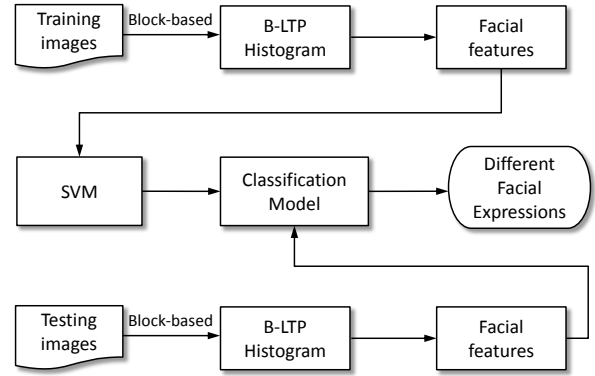 Training
images
Block-based
B-LTP
Histogram
Facial
features
SVM
Classification
Model
Different
Facial
Expressions
Testing
images
Block-based
B-LTP
Histogram
Facial
features